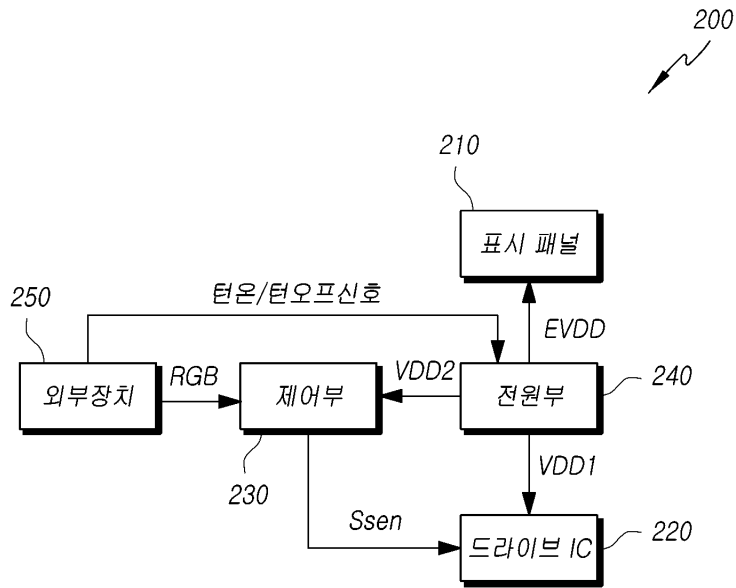 200
210
표시 패널
250
턴온/턴오프신호
EVDD
외부장치
RGB
제어부
VDD2
전원부
240
230
VDD1
Ssen
드라이브 IC
220